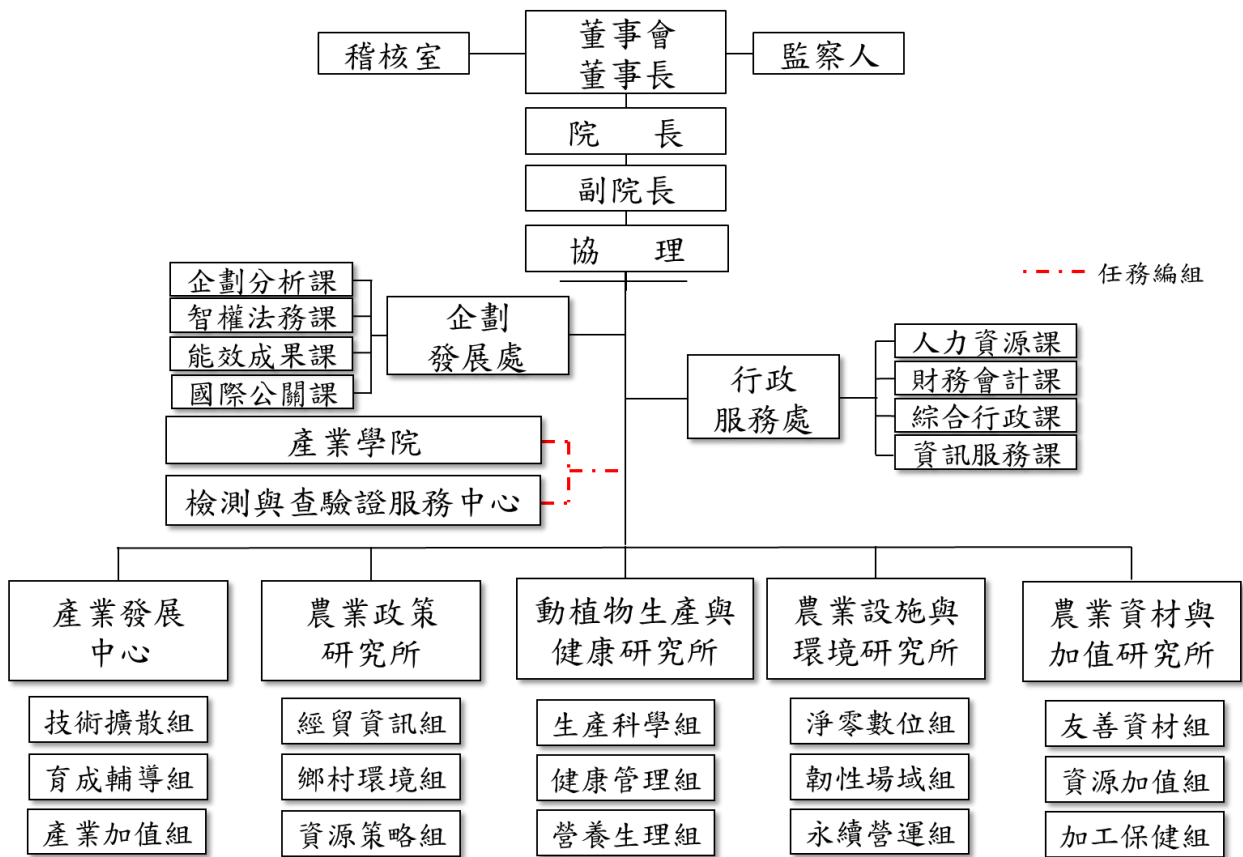 稽核室
董事會
董事長
監察人
院　　長
副院長
協　　理
任務編組
企劃分析課
智權法務課
能效成果課
國際公關課
企劃
發展處
行政
服務處
人力資源課
財務會計課
綜合行政課
資訊服務課
產業學院
檢測與查驗證服務中心
產業發展
中心
農業政策
研究所
動植物生產與
健康研究所
農業設施與
環境研究所
農業資材與
加值研究所
技術擴散組
育成輔導組
產業加值組
經貿資訊組
鄉村環境組
資源策略組
生產科學組
健康管理組
營養生理組
淨零數位組
韌性場域組
永續營運組
友善資材組
資源加值組
加工保健組